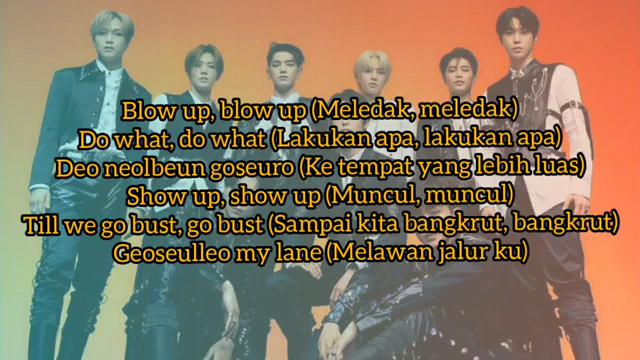 Blow up, blow up (Meledak, meledak)
Do what, do what (Lakukan apa, lakukan apa)
Deo neolbeun goseuro (Ke tempat yang lebih luas)
Show up, show up (Muncul, muncul)
Till we go bust, go bust (Sampai kita bangkrut, bangkrut)
Geoseulleo my lane (Melawan jalur ku)